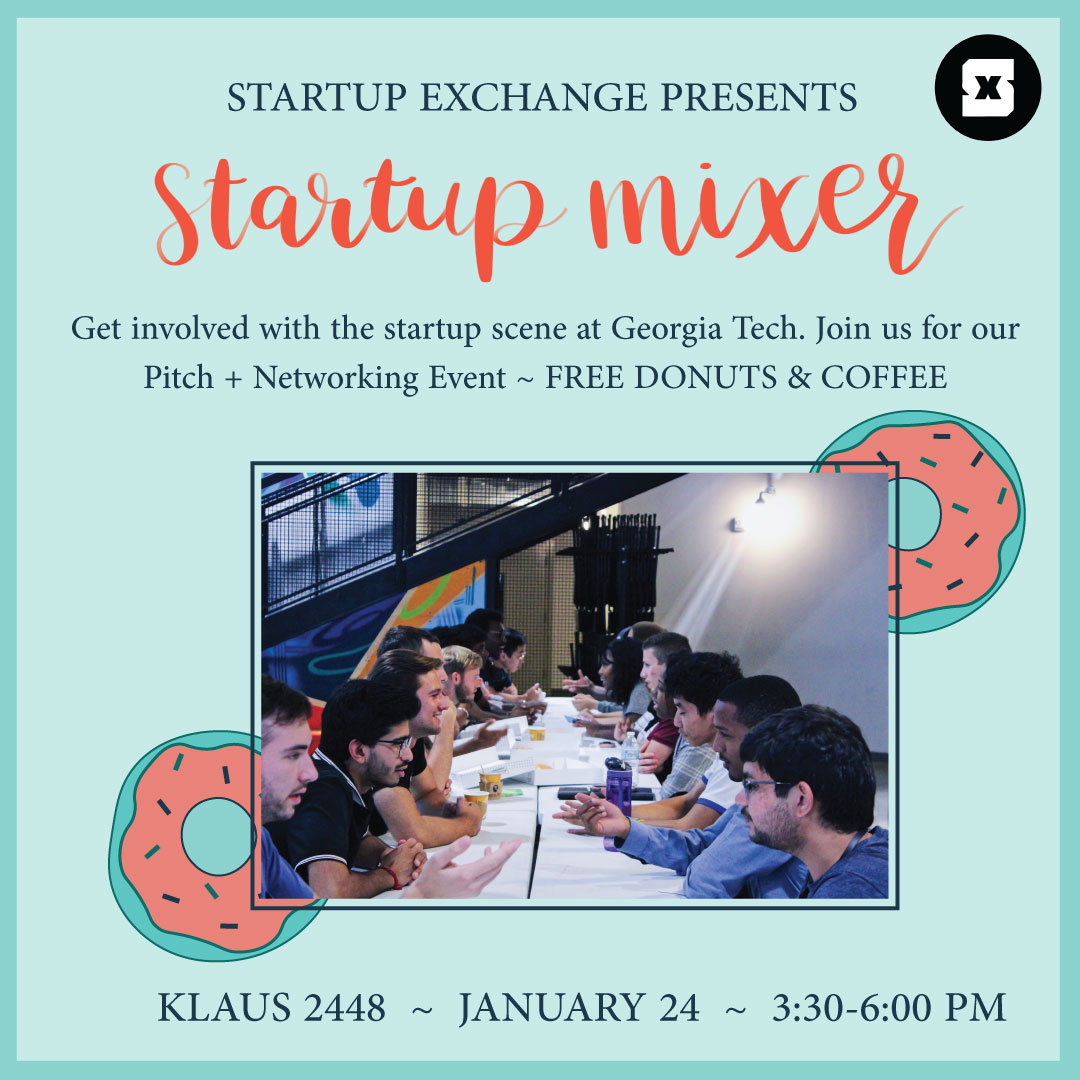 STARTUP EXCHANGE PRESENTS
SX
startup mixer
Get involved with the startup scene at Georgia Tech. Join us for our
Pitch + Networking Event ~ FREE DONUTS & COFFEE
KLAUS 2448 ~ JANUARY 24 ~ 3:30-6:00 PM